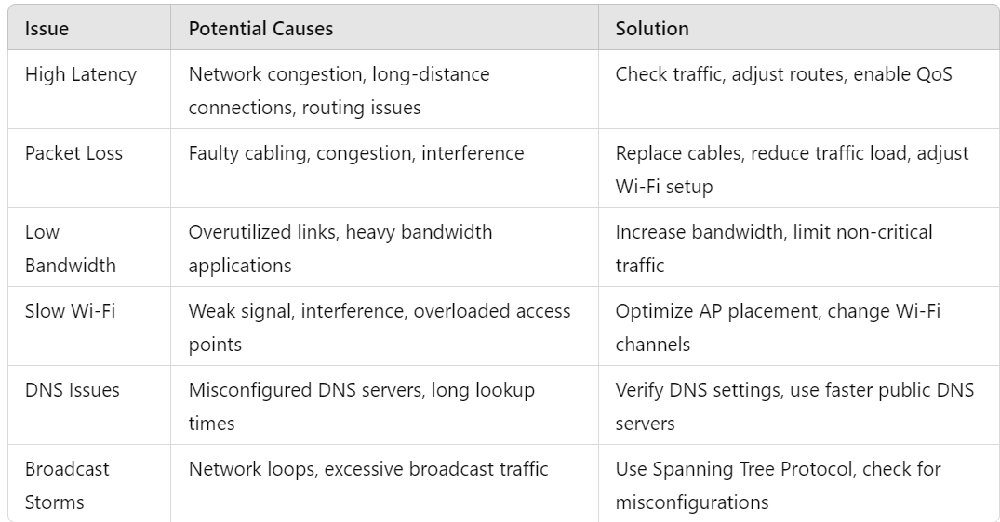 Issue Potential Causes Solution
High Latency Network congestion, long-distance Check traffic, adjust routes, enable QoS
connections, routing issues
Packet Loss Faulty cabling, congestion, interference Replace cables, reduce traffic load, adjust
Wi-Fi setup
Low Overutilized links, heavy bandwidth Increase bandwidth, limit non-critical
Bandwidth applications traffic
Slow Wi-Fi Weak signal, interference, overloaded access Optimize AP placement, change Wi-Fi
points channels
DNS Issues Misconfigured DNS servers, long lookup Verify DNS settings, use faster public DNS
times servers
Broadcast Network loops, excessive broadcast traffic Use Spanning Tree Protocol, check for
Storms misconfigurations